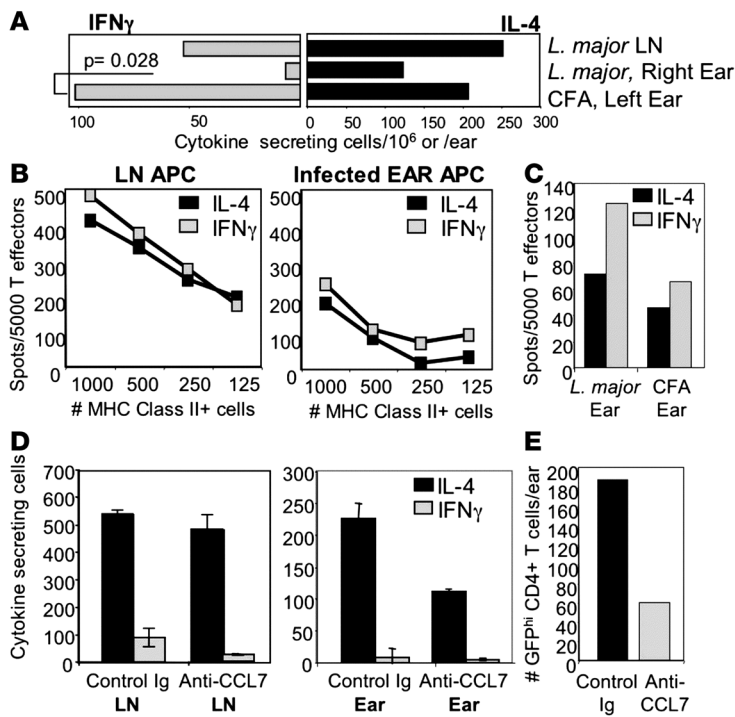 A
IFNγ IL-4
L. major LN
p= 0.028
L. major, Right Ear
CFA, Left Ear
100 50 0 50 100 150 200 250 300
Cytokine secreting cells/10⁶ or /ear
B
LN APC Infected EAR APC
IL-4
IFNγ
500
400
300
200
100
0
Spots/5000 T effectors
1000 500 250 125
# MHC Class II+ cells
IL-4
IFNγ
500
400
300
200
100
0
1000 500 250 125
# MHC Class II+ cells
C
IL-4
IFNγ
140
120
100
80
60
40
20
0
Spots/5000 T effectors
L. major CFA
Ear Ear
D
700
600
500
400
300
200
100
0
Cytokine secreting cells
Control Ig Anti-CCL7
LN LN
IL-4
IFNγ
300
250
200
150
100
50
0
Control Ig Anti-CCL7
Ear Ear
E
200
180
160
140
120
100
80
60
40
20
0
# GFPhi CD4+ T cells/ear
Control Anti-
Ig CCL7